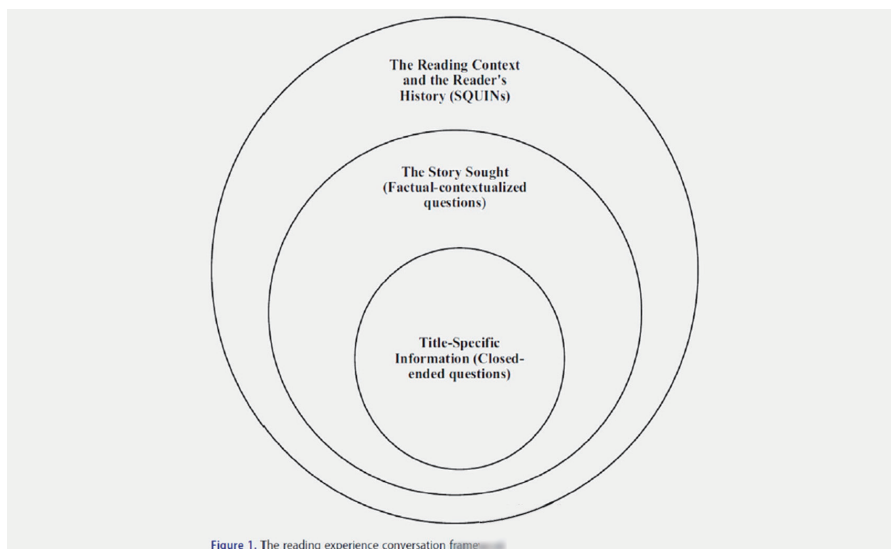 The Reading Context
and the Reader's
History (SQUINs)
The Story Sought
(Factual-contextualized
questions)
Title-Specific
Information (Closed-
ended questions)
Figure 1. The reading experience conversation